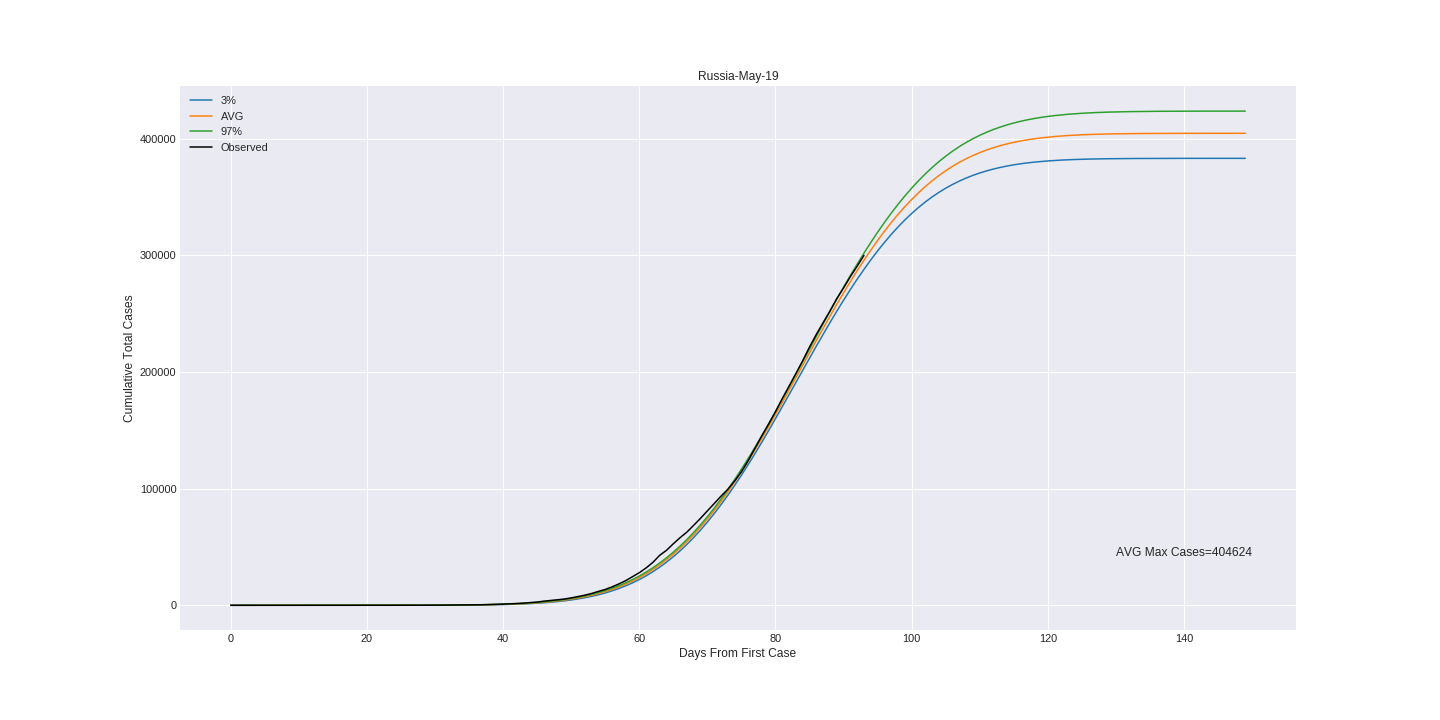 Russia-May-19
3%
AVG
97%
Observed
400000
300000
200000
100000
0
Cumulative Total Cases
AVG Max Cases=404624
0 20 40 60 80 100 120 140
Days From First Case